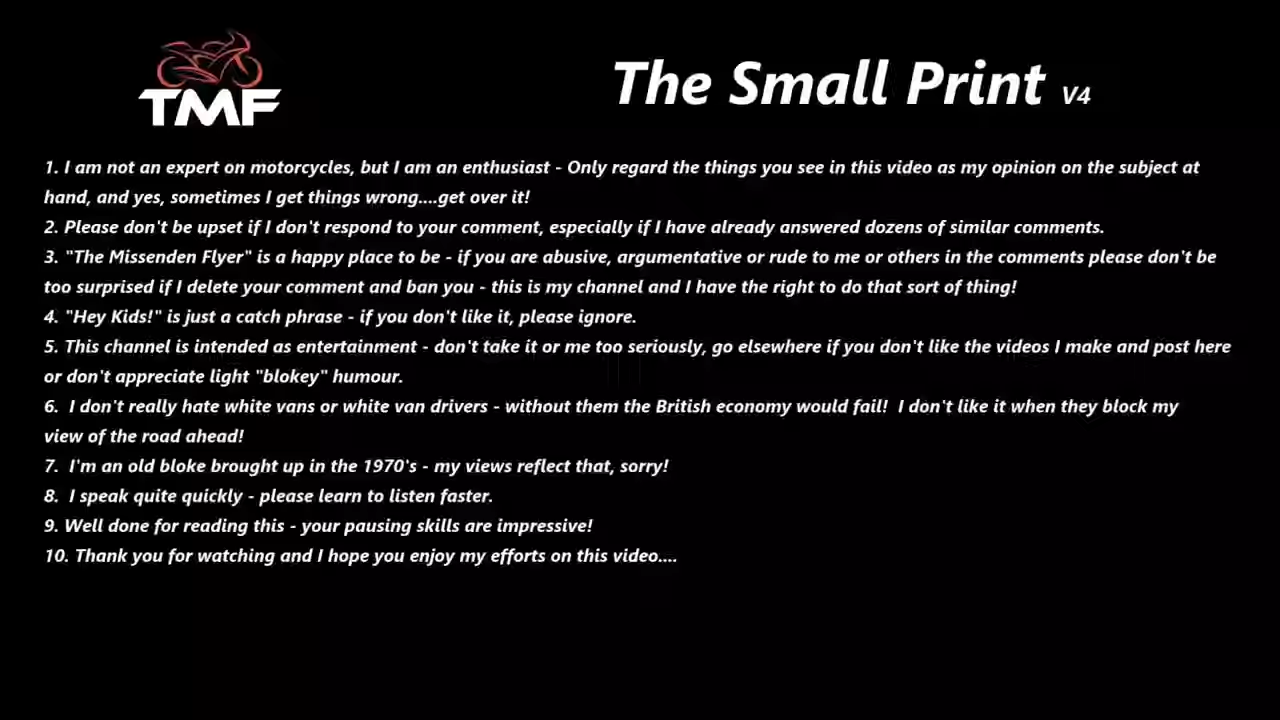 TMF
The Small Print V4
1. I am not an expert on motorcycles, but I am an enthusiast - Only regard the things you see in this video as my opinion on the subject at
hand, and yes, sometimes I get things wrong....get over it!
2. Please don't be upset if I don't respond to your comment, especially if I have already answered dozens of similar comments.
3. "The Missenden Flyer" is a happy place to be - if you are abusive, argumentative or rude to me or others in the comments please don't be
too surprised if I delete your comment and ban you - this is my channel and I have the right to do that sort of thing!
4. "Hey Kids!" is just a catch phrase - if you don't like it, please ignore.
5. This channel is intended as entertainment - don't take it or me too seriously, go elsewhere if you don't like the videos I make and post here
or don't appreciate light "blokey" humour.
6.  I don't really hate white vans or white van drivers - without them the British economy would fail!  I don't like it when they block my
view of the road ahead!
7.  I'm an old bloke brought up in the 1970's - my views reflect that, sorry!
8.  I speak quite quickly - please learn to listen faster.
9. Well done for reading this - your pausing skills are impressive!
10. Thank you for watching and I hope you enjoy my efforts on this video....